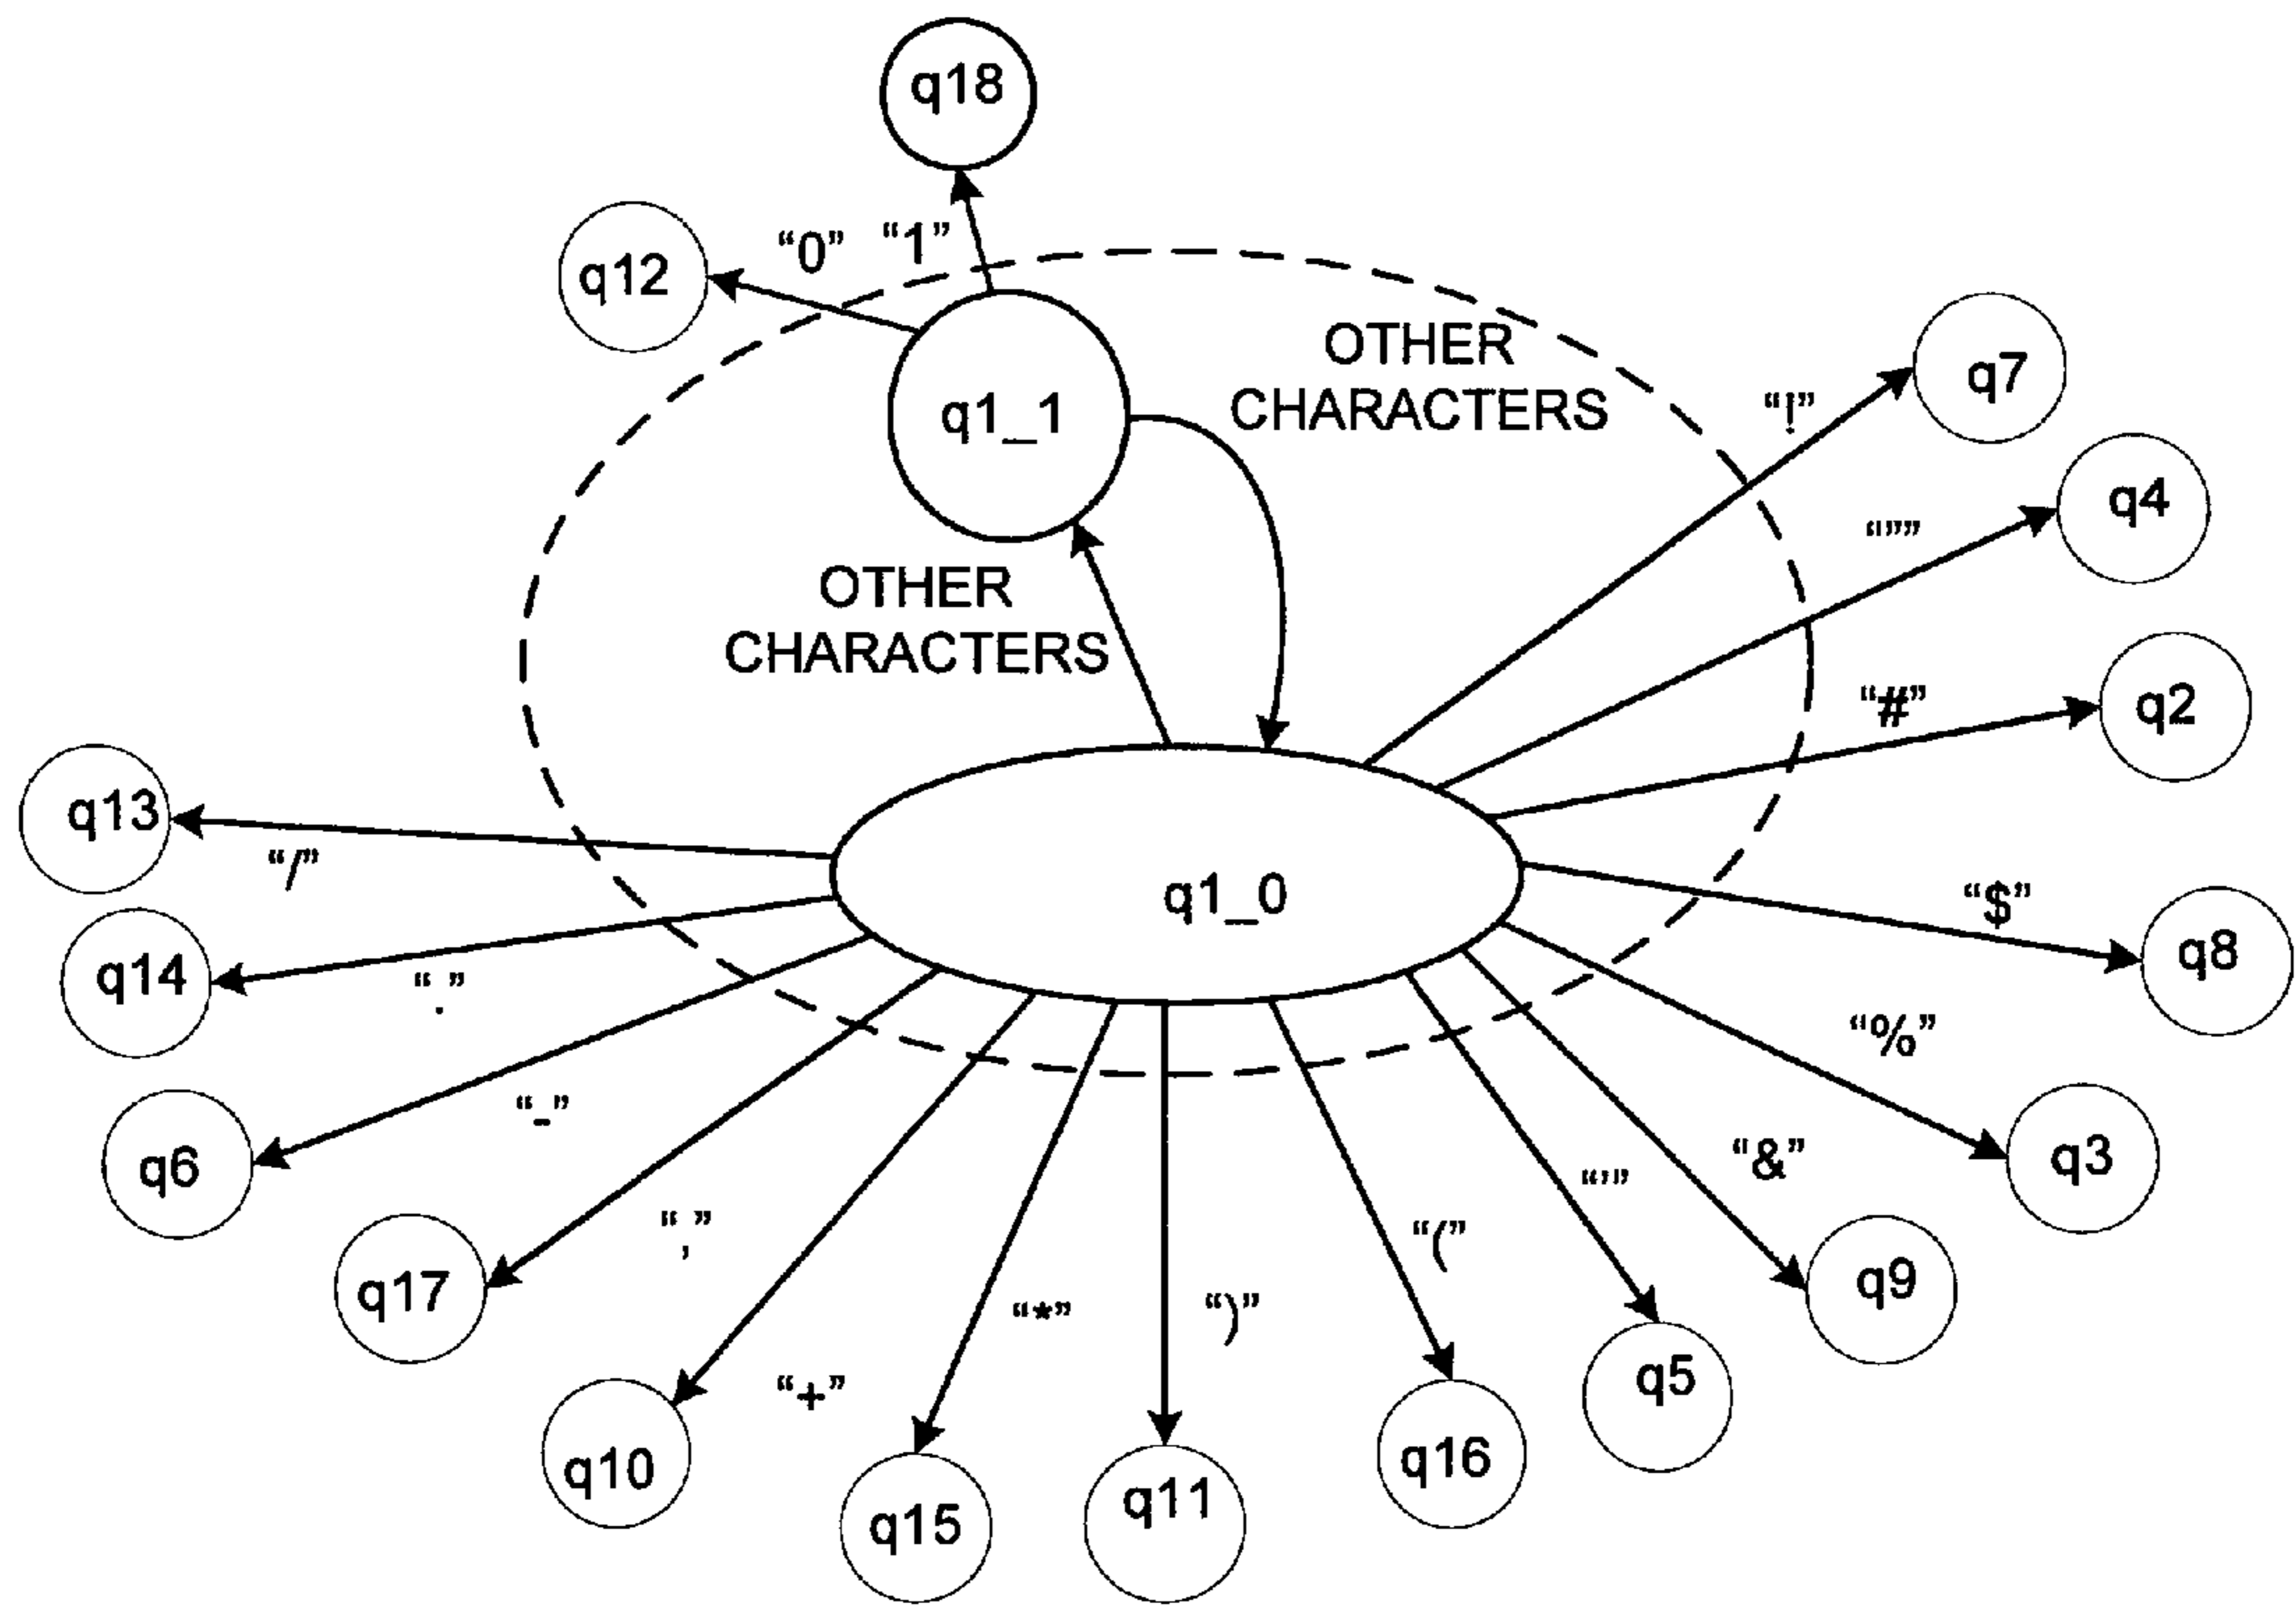 q18
“0” “1”
q12
OTHER
CHARACTERS
q7
“!”
q1_1
q4
“””
OTHER
CHARACTERS
“#”
q2
q13
“/”
q1_0
“$”
q8
q14
“.”
“%”
q3
“-”
q6
“&”
“’”
q17
“,”
“(”
q9
“*”
“)”
“+”
q5
q10
q15
q11
q16